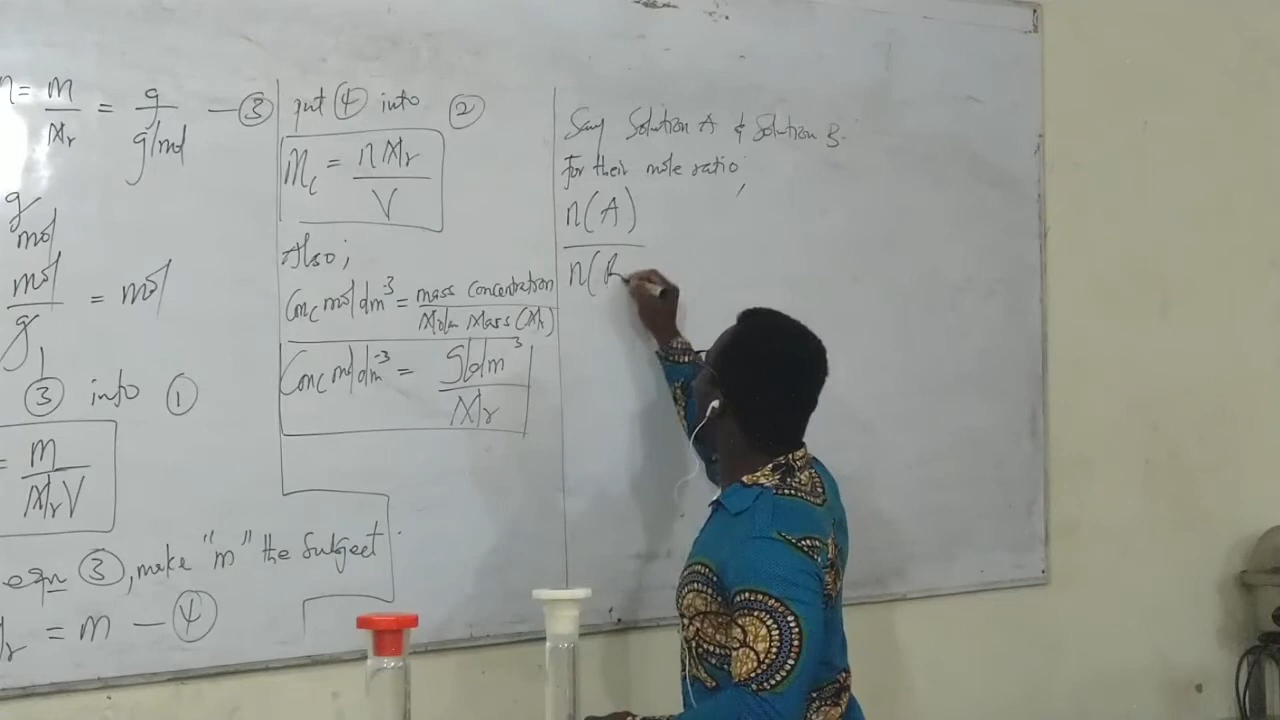 n = m/Mr = g/g/mol — ③
g
mol
mol/g = mol
1
③ into ①
= m/MrV
eqn ③, make "m" the subject.
Mr = m — ④
put ④ into ②
Mc = nMr/V
Also;
Conc mol dm⁻³ = mass concentration/Molar Mass (Mr)
Conc mol dm⁻³ = g/dm³/Mr
Say Solution A & Solution B.
For their mole ratio,
n(A)
n(B